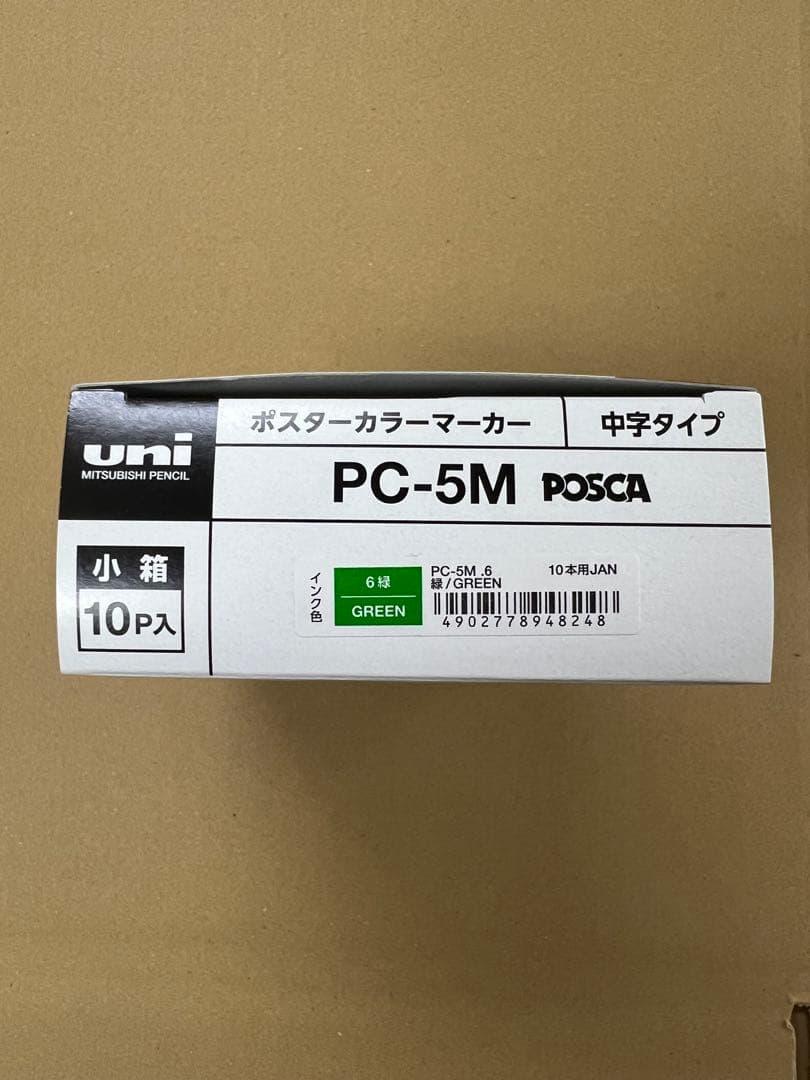 uni
MITSUBISHI PENCIL
ポスターカラーマーカー
中字タイプ
PC-5M POSCA
小箱
10P入
インク色
6 緑
GREEN
PC-5M .6 10本用JAN
緑/GREEN
4902778948248